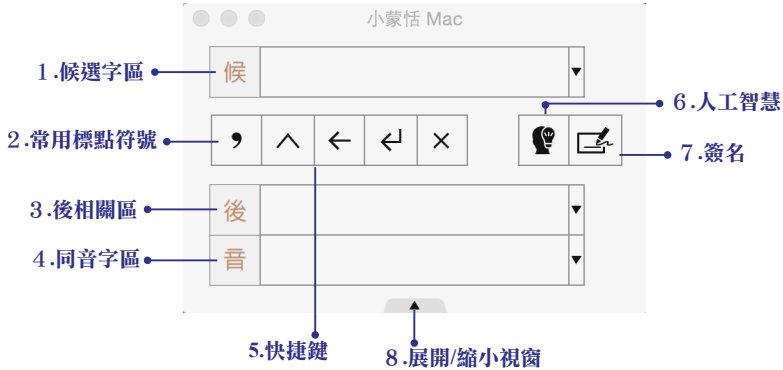 小蒙恬 Mac
1.候選字區
候
6.人工智慧
2.常用標點符號
,
7.簽名
3.後相關區
後
4.同音字區
音
5.快捷鍵
8.展開/縮小視窗